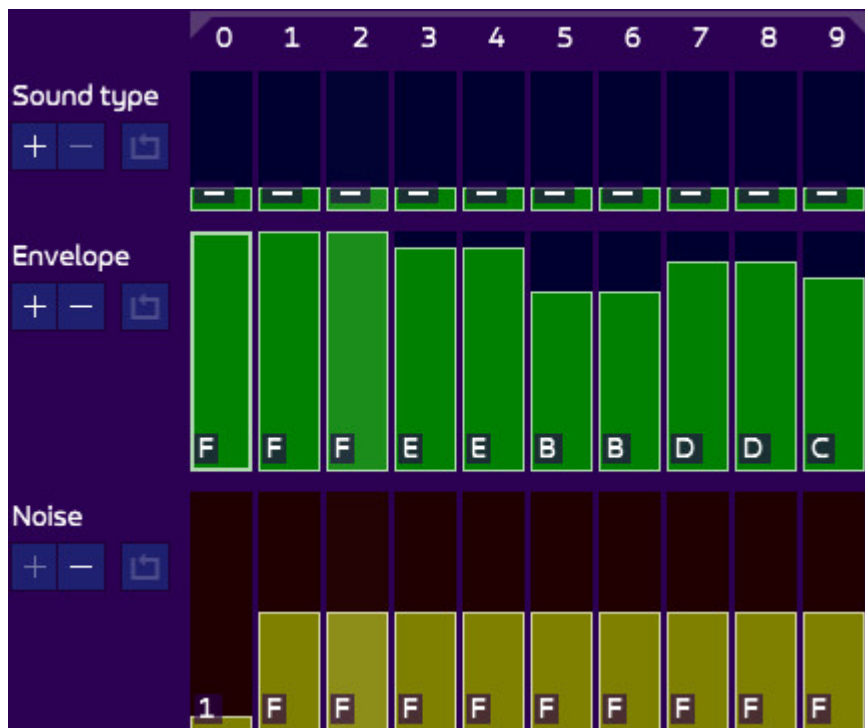 0 1 2 3 4 5 6 7 8 9
Sound type
+ −
− − − − − − − − − −
Envelope
+ −
F F F E E B B D D C
Noise
+ −
1 F F F F F F F F F